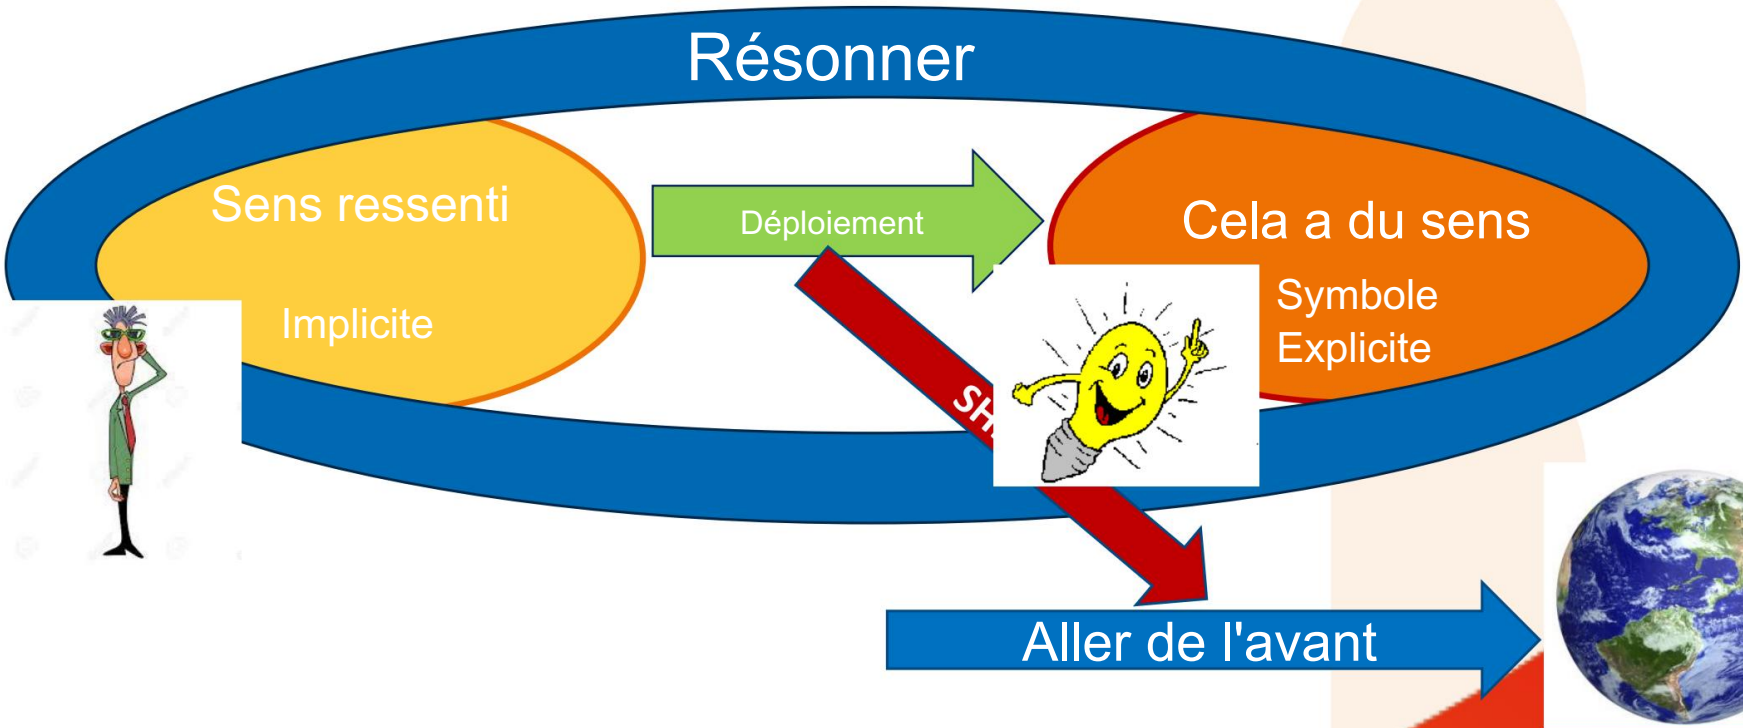 Résonner
Sens ressenti
Déploiement
Cela a du sens
Implicite
Symbole
Explicite
Aller de l'avant